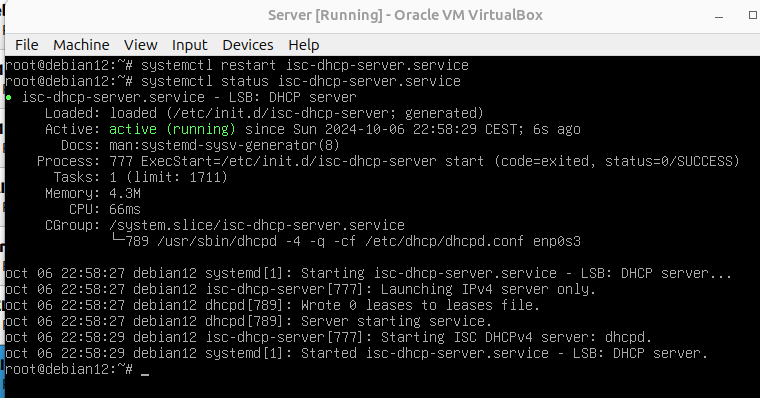 Server [Running] - Oracle VM VirtualBox
File Machine View Input Devices Help
root@debian12:~# systemctl restart isc-dhcp-server.service
root@debian12:~# systemctl status isc-dhcp-server.service
● isc-dhcp-server.service - LSB: DHCP server
     Loaded: loaded (/etc/init.d/isc-dhcp-server; generated)
     Active: active (running) since Sun 2024-10-06 22:58:29 CEST; 6s ago
       Docs: man:systemd-sysv-generator(8)
    Process: 777 ExecStart=/etc/init.d/isc-dhcp-server start (code=exited, status=0/SUCCESS)
      Tasks: 1 (limit: 1711)
     Memory: 4.3M
        CPU: 66ms
     CGroup: /system.slice/isc-dhcp-server.service
             └─789 /usr/sbin/dhcpd -4 -q -cf /etc/dhcp/dhcpd.conf enp0s3
oct 06 22:58:27 debian12 systemd[1]: Starting isc-dhcp-server.service - LSB: DHCP server...
oct 06 22:58:27 debian12 isc-dhcp-server[777]: Launching IPv4 server only.
oct 06 22:58:27 debian12 dhcpd[789]: Wrote 0 leases to leases file.
oct 06 22:58:27 debian12 dhcpd[789]: Server starting service.
oct 06 22:58:29 debian12 isc-dhcp-server[777]: Starting ISC DHCPv4 server: dhcpd.
oct 06 22:58:29 debian12 systemd[1]: Started isc-dhcp-server.service - LSB: DHCP server.
root@debian12:~# _